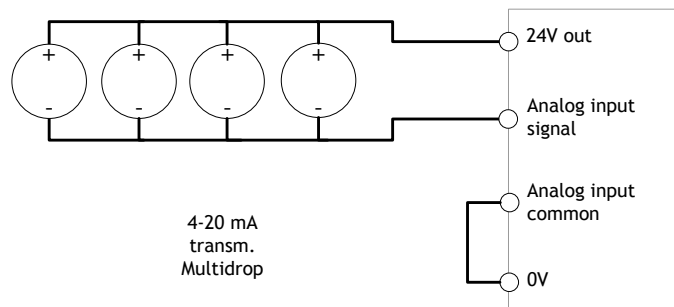 + + + +
- - - -
24V out
Analog input
signal
Analog input
common
0V
4-20 mA
transm.
Multidrop